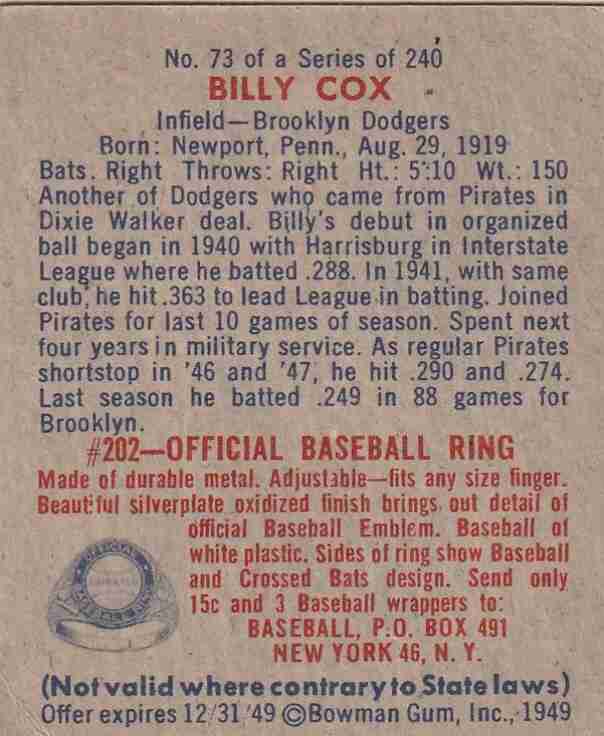 No. 73 of a Series of 240
BILLY COX
Infield—Brooklyn Dodgers
Born: Newport, Penn., Aug. 29, 1919
Bats. Right Throws: Right Ht.: 5:10 Wt.: 150
Another of Dodgers who came from Pirates in
Dixie Walker deal. Billy's debut in organized
ball began in 1940 with Harrisburg in Interstate
League where he batted .288. In 1941, with same
club, he hit .363 to lead League in batting. Joined
Pirates for last 10 games of season. Spent next
four years in military service. As regular Pirates
shortstop in '46 and '47, he hit .290 and .274.
Last season he batted .249 in 88 games for
Brooklyn.
#202—OFFICIAL BASEBALL RING
Made of durable metal. Adjustable—fits any size finger.
Beautiful silverplate oxidized finish brings out detail of
official Baseball Emblem. Baseball of
white plastic. Sides of ring show Baseball
and Crossed Bats design. Send only
15c and 3 Baseball wrappers to:
BASEBALL, P.O. BOX 491
NEW YORK 46, N. Y.
OFFICIAL
(Not valid where contrary to State laws)
Offer expires 12/31/49 ©Bowman Gum, Inc., 1949